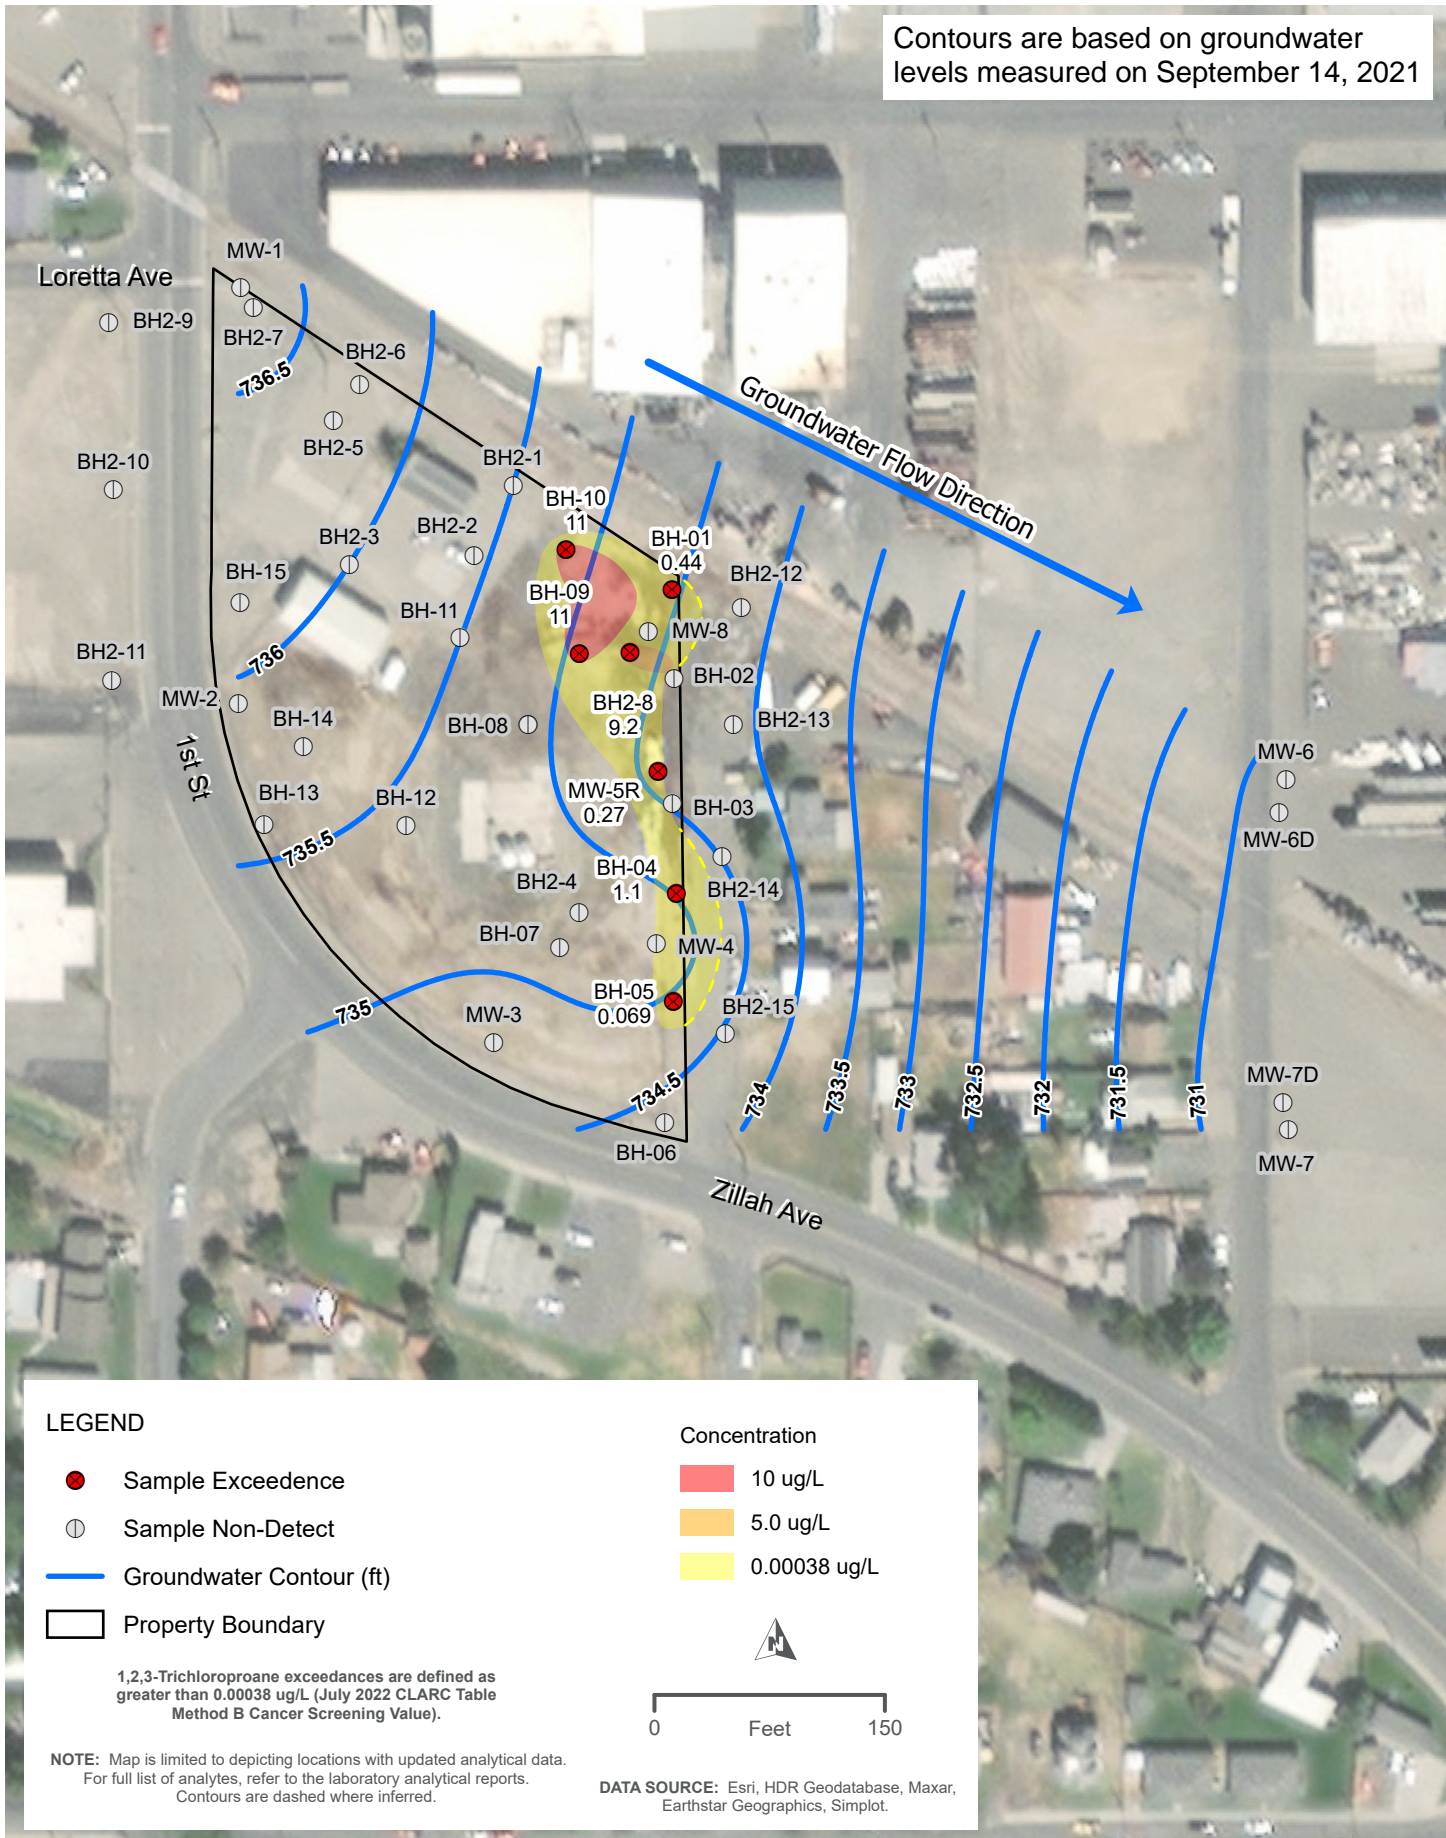 Contours are based on groundwater
levels measured on September 14, 2021
MW-1
Loretta Ave
BH2-9
BH2-7
BH2-6
736.5
Groundwater Flow Direction
BH2-5
BH2-10
BH2-1
BH-10
11
BH2-2
BH2-3
BH-01
0.44
BH-15
BH2-12
BH-09
11
BH-11
MW-8
BH2-11
736
BH-02
MW-2
BH2-8
9.2
BH-14
BH-08
BH2-13
1st St
MW-6
BH-13
BH-12
MW-5R
0.27
BH-03
MW-6D
735.5
BH-04
1.1
BH2-4
BH2-14
BH-07
MW-4
BH-05
0.069
BH2-15
735
MW-3
734.5
734
733.5
733
732.5
732
731.5
731
MW-7D
BH-06
MW-7
Zillah Ave
LEGEND
Sample Exceedence
Sample Non-Detect
Groundwater Contour (ft)
Property Boundary
1,2,3-Trichloroproane exceedances are defined as
greater than 0.00038 ug/L (July 2022 CLARC Table
Method B Cancer Screening Value).
NOTE: Map is limited to depicting locations with updated analytical data.
For full list of analytes, refer to the laboratory analytical reports.
Contours are dashed where inferred.
Concentration
10 ug/L
5.0 ug/L
0.00038 ug/L
N
0
Feet
150
DATA SOURCE: Esri, HDR Geodatabase, Maxar,
Earthstar Geographics, Simplot.